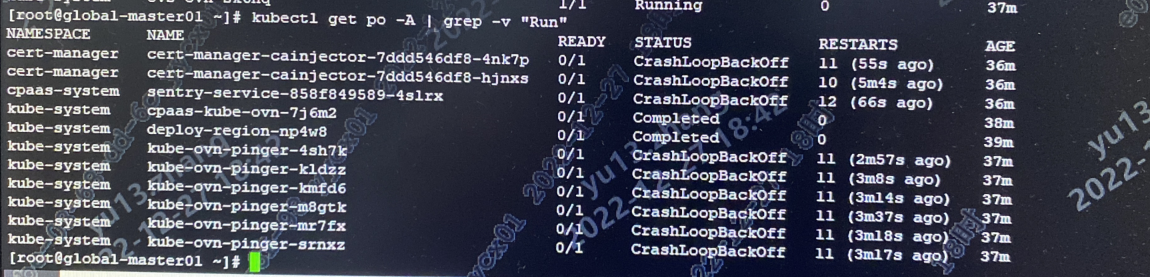 1/1 Running 0 37m
[root@global-master01 ~]# kubectl get po -A | grep -v "Run"
NAMESPACE NAME READY STATUS RESTARTS AGE
cert-manager cert-manager-cainjector-7ddd546df8-4nk7p 0/1 CrashLoopBackOff 11 (55s ago) 36m
cert-manager cert-manager-cainjector-7ddd546df8-hjnxs 0/1 CrashLoopBackOff 10 (5m4s ago) 36m
cpaas-system sentry-service-858f849589-4slrx 0/1 CrashLoopBackOff 12 (66s ago) 36m
kube-system cpaas-kube-ovn-7j6m2 0/1 Completed 0 38m
kube-system deploy-region-np4w8 0/1 Completed 0 39m
kube-system kube-ovn-pinger-4sh7k 0/1 CrashLoopBackOff 11 (2m57s ago) 37m
kube-system kube-ovn-pinger-kldzz 0/1 CrashLoopBackOff 11 (3m8s ago) 37m
kube-system kube-ovn-pinger-kmfd6 0/1 CrashLoopBackOff 11 (3m14s ago) 37m
kube-system kube-ovn-pinger-m8gtk 0/1 CrashLoopBackOff 11 (3m37s ago) 37m
kube-system kube-ovn-pinger-mr7fx 0/1 CrashLoopBackOff 11 (3m18s ago) 37m
kube-system kube-ovn-pinger-srnxz 0/1 CrashLoopBackOff 11 (3m17s ago) 37m
[root@global-master01 ~]#